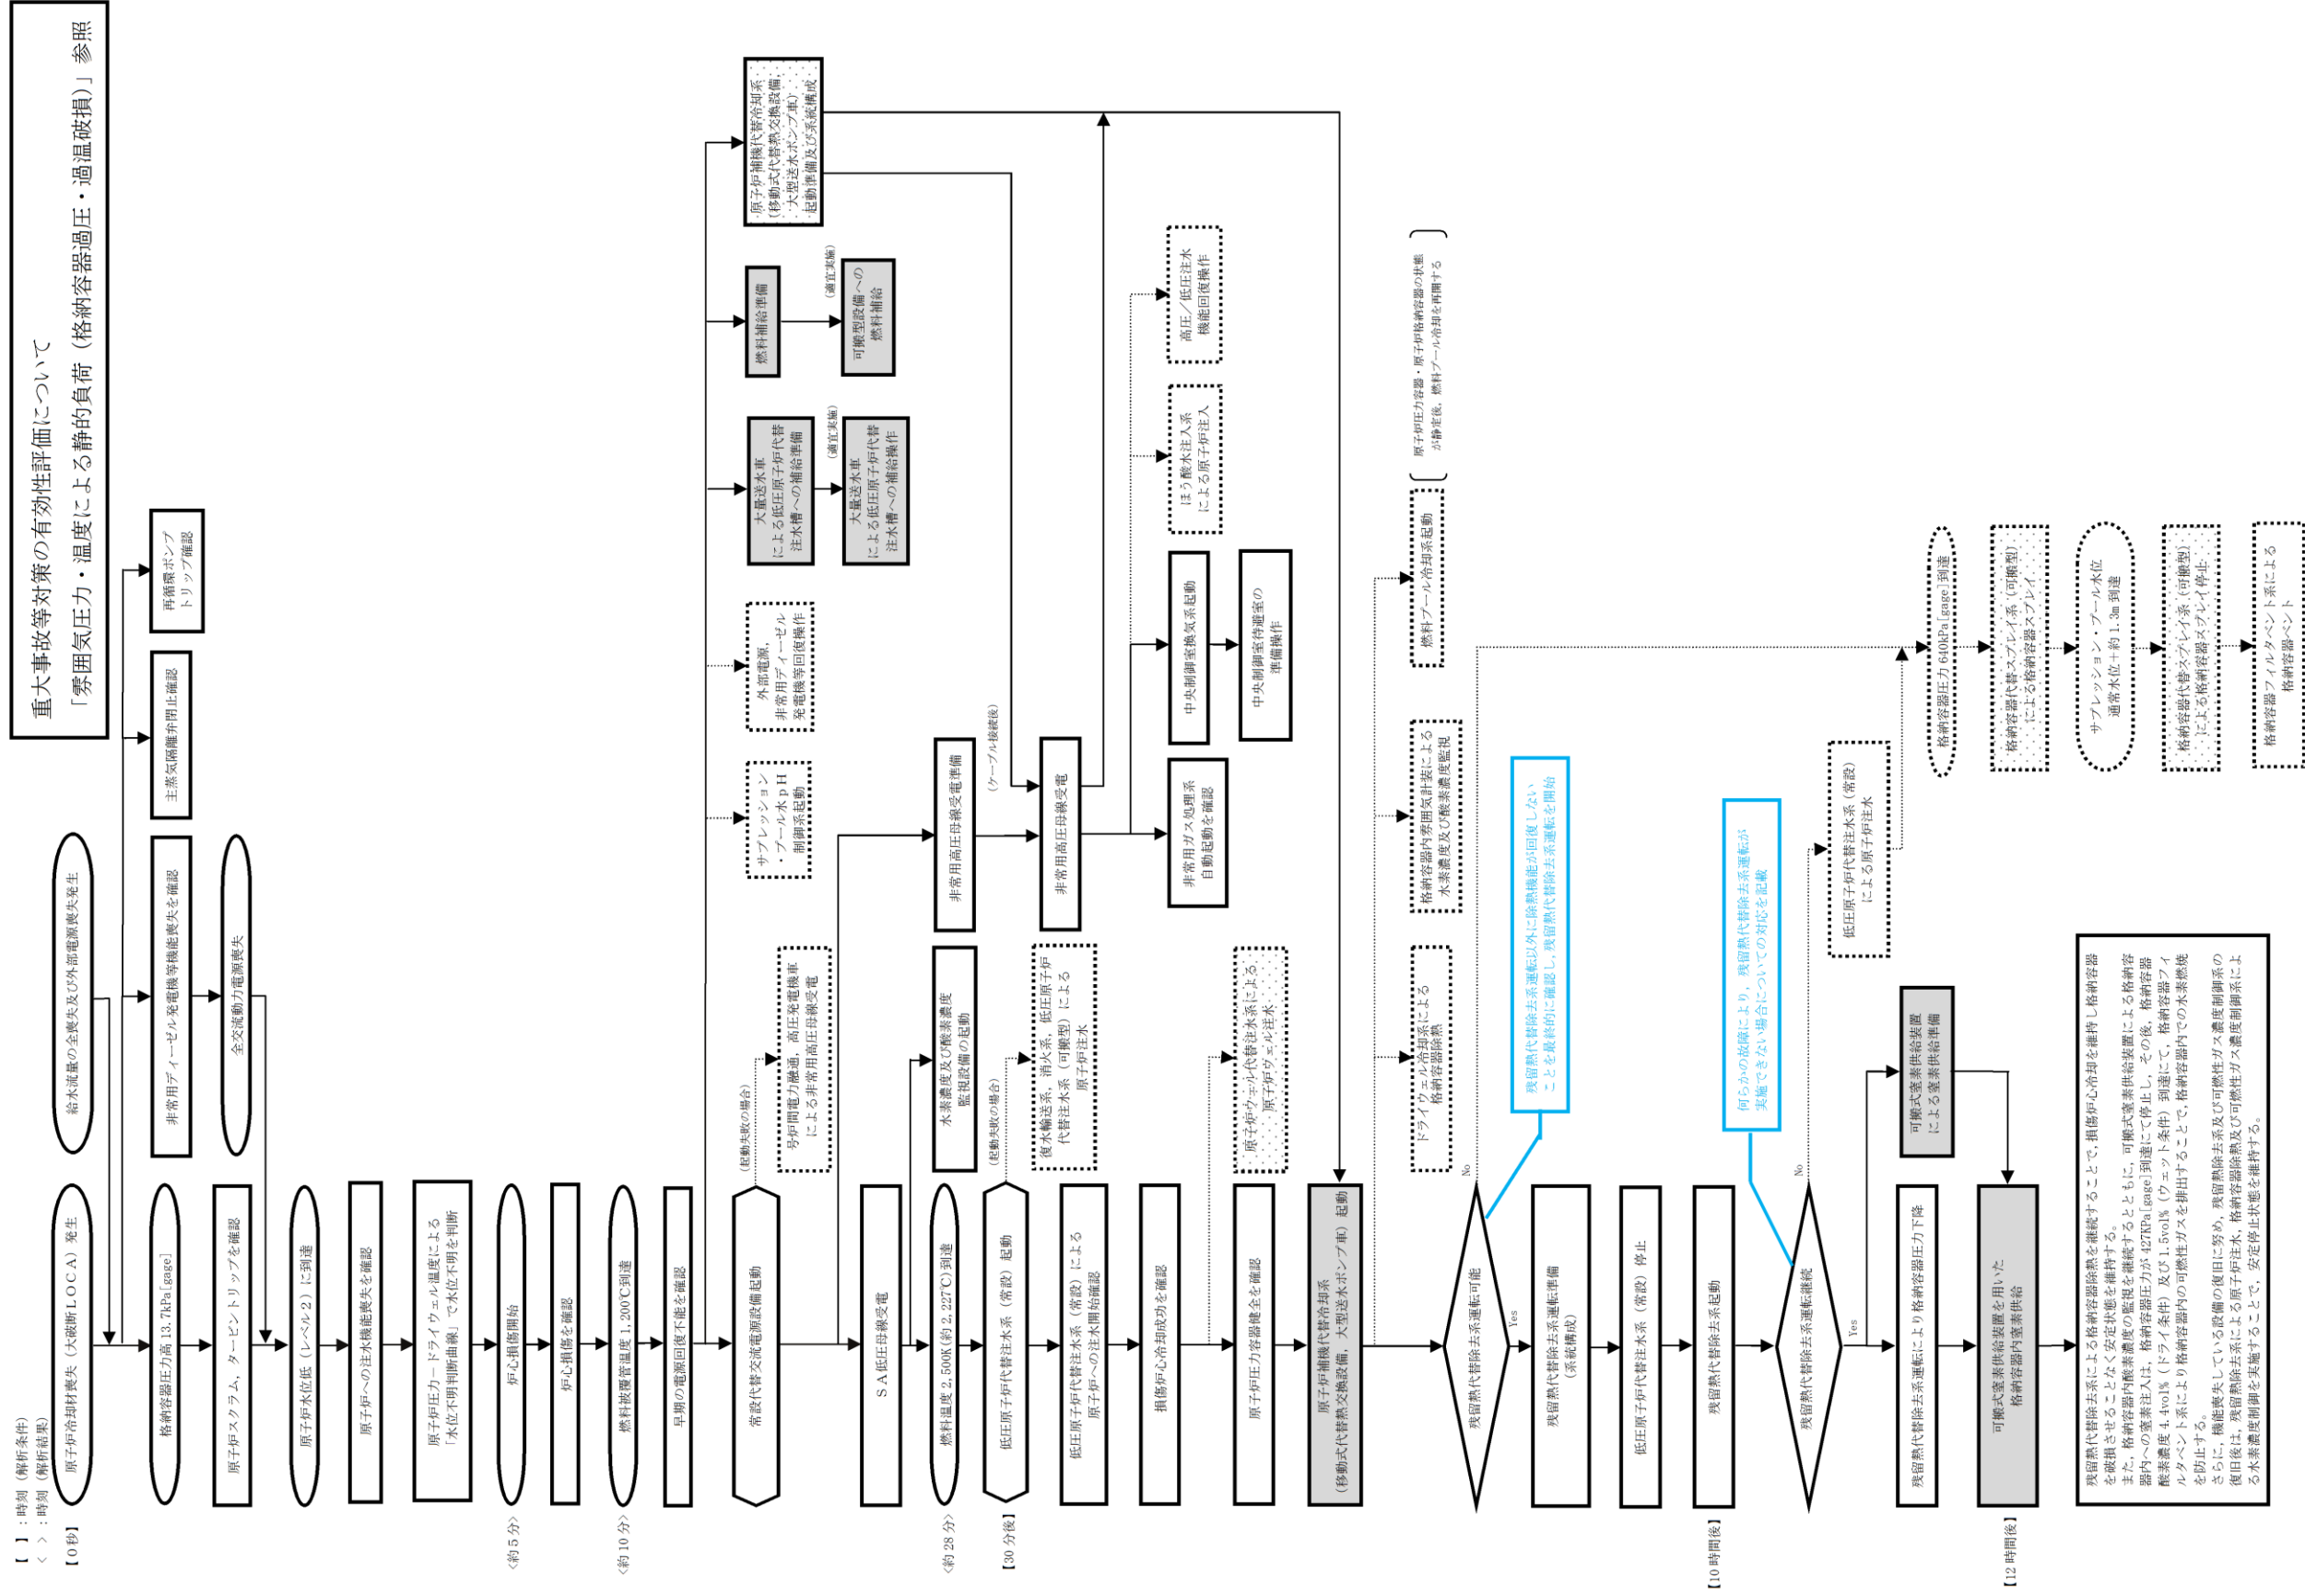 重大事故等対策の有効性評価について
「雰囲気圧力・温度による静的負荷（格納容器過圧・過温破損）」参照
【　】：時刻（解析条件）
＜　＞：時刻（解析結果）
【0秒】
原子炉冷却材喪失（大破断LOCA）発生
給水流量の全喪失及び外部電源喪失発生
格納容器圧力高13.7kPa[gage]
非常用ディーゼル発電機等機能喪失を確認
主蒸気隔離弁閉止確認
再循環ポンプ
トリップ確認
原子炉スクラム，タービントリップを確認
全交流動力電源喪失
原子炉水位低（レベル2）に到達
原子炉への注水機能喪失を確認
原子炉圧力－ドライウェル温度による
「水位不明判断曲線」で水位不明を判断
＜約5分＞
炉心損傷開始
炉心損傷を確認
＜約10分＞
燃料被覆管温度1,200℃到達
早期の電源回復不能を確認
常設代替交流電源設備起動
（起動失敗の場合）
号炉間電力融通，高圧発電機車
による非常用高圧母線受電
サプレッション
・プール水pH
制御系起動
外部電源，
非常用ディーゼル
発電機等回復操作
大量送水車
による低圧原子炉代替
注水槽への補給準備
（適宜実施）
大量送水車
による低圧原子炉代替
注水槽への補給操作
燃料補給準備
（適宜実施）
可搬型設備への
燃料補給
原子炉補機代替冷却系
（移動式代替熱交換設備，
大型送水ポンプ車）
起動準備及び系統構成
SA低圧母線受電
水素濃度及び酸素濃度
監視設備の起動
非常用高圧母線受電準備
（ケーブル接続後）
非常用高圧母線受電
非常用ガス処理系
自動起動を確認
中央制御室換気系起動
中央制御室待避室の
準備操作
ほう酸水注入系
による原子炉注入
高圧／低圧注水
機能回復操作
＜約28分＞
燃料温度2,500K（約2,227℃）到達
【30分後】
低圧原子炉代替注水系（常設）起動
（起動失敗の場合）
復水輸送系，消火系，低圧原子炉
代替注水系（可搬型）による
原子炉注水
低圧原子炉代替注水系（常設）による
原子炉への注水開始確認
損傷炉心冷却成功を確認
原子炉ウェル代替注水系による
原子炉ウェル注水
原子炉圧力容器健全を確認
原子炉補機代替冷却系
（移動式代替熱交換設備，大型送水ポンプ車）起動
ドライウェル冷却系による
格納容器除熱
格納容器内雰囲気計装による
水素濃度及び酸素濃度監視
燃料プール冷却系起動
原子炉圧力容器・原子炉格納容器の状態
が静定後，燃料プール冷却を再開する
残留熱代替除去系運転可能
No
Yes
残留熱代替除去系運転以外に除熱機能が回復しない
ことを最終的に確認し，残留熱代替除去系運転を開始
残留熱代替除去系運転準備
（系統構成）
低圧原子炉代替注水系（常設）停止
【10時間後】
残留熱代替除去系起動
何らかの故障により，残留熱代替除去系運転が
実施できない場合についての対応を記載
残留熱代替除去系運転継続
No
Yes
低圧原子炉代替注水系（常設）
による原子炉注水
格納容器圧力640kPa[gage]到達
格納容器代替スプレイ系（可搬型）
による格納容器スプレイ
サプレッション・プール水位
通常水位＋約1.3m到達
格納容器代替スプレイ系（可搬型）
による格納容器スプレイ停止
格納容器フィルタベント系による
格納容器ベント
残留熱代替除去系運転により格納容器圧力下降
可搬式窒素供給装置
による窒素供給準備
【12時間後】
可搬式窒素供給装置を用いた
格納容器内窒素供給
残留熱代替除去系による格納容器除熱を継続することで，損傷炉心冷却を維持し格納容器
を破損させることなく安定状態を維持する。
また，格納容器内酸素濃度の監視を継続するとともに，可搬式窒素供給装置による格納容
器内への窒素注入は，格納容器圧力が427KPa[gage]到達にて停止し，その後，格納容器
酸素濃度4.4vol%（ドライ条件）及び1.5vol%（ウェット条件）到達にて，格納容器フィ
ルタベント系により格納容器内の可燃性ガスを排出することで，格納容器内での水素燃焼
を防止する。
さらに，機能喪失している設備の復旧に努め，残留熱除去系及び可燃性ガス濃度制御系の
復旧後は，残留熱除去系による原子炉注水，格納容器除熱及び可燃性ガス濃度制御系によ
る水素濃度制御を実施することで，安定停止状態を維持する。